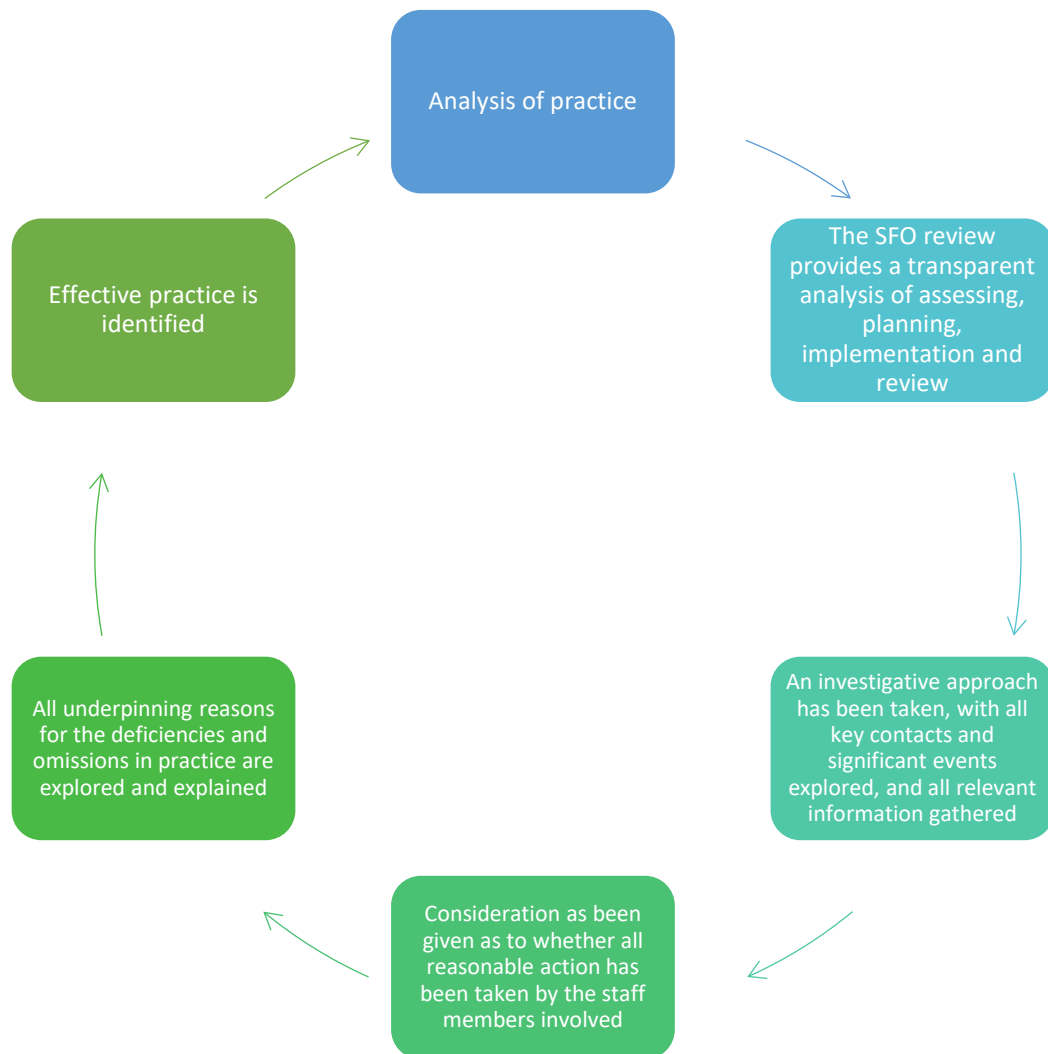 Analysis of practice
The SFO review
provides a transparent
analysis of assessing,
planning,
implementation and
review
An investigative approach
has been taken, with all
key contacts and
significant events
explored, and all relevant
information gathered
Consideration as been
given as to whether all
reasonable action has
been taken by the staff
members involved
All underpinning reasons
for the deficiencies and
omissions in practice are
explored and explained
Effective practice is
identified